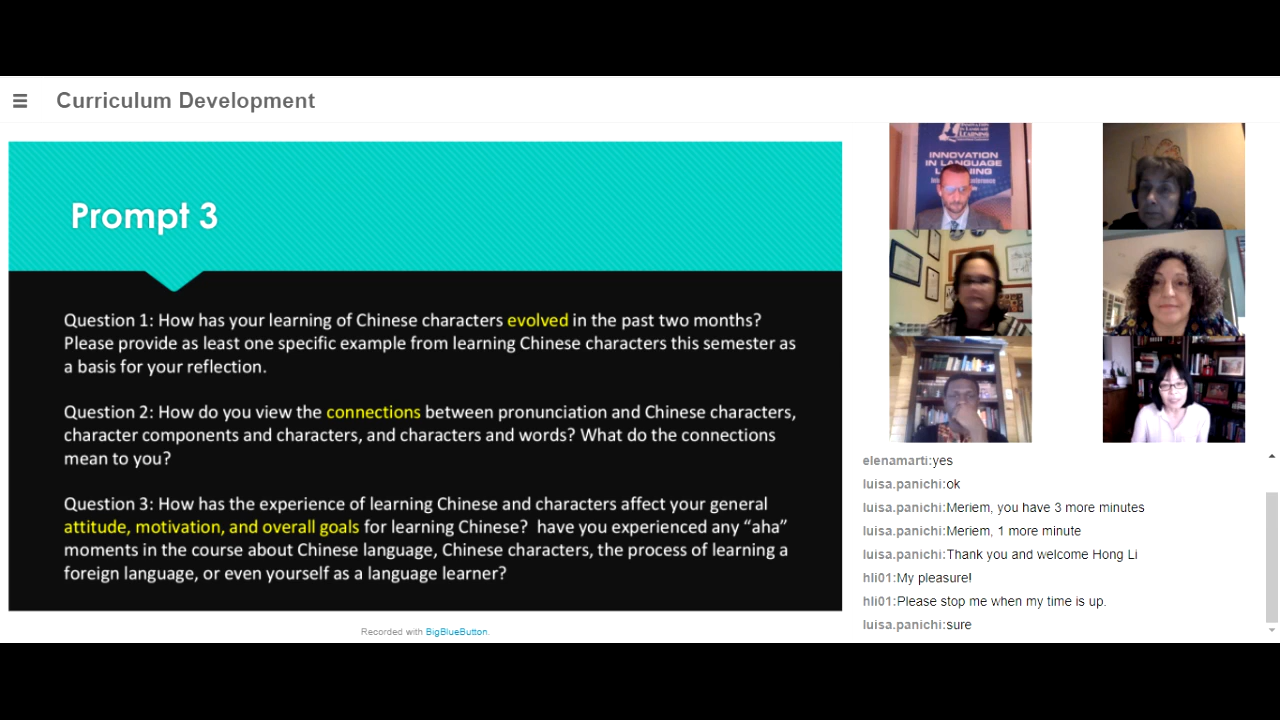 Curriculum Development
Prompt 3
Question 1: How has your learning of Chinese characters evolved in the past two months?
Please provide as least one specific example from learning Chinese characters this semester as
a basis for your reflection.
Question 2: How do you view the connections between pronunciation and Chinese characters,
character components and characters, and characters and words? What do the connections
mean to you?
Question 3: How has the experience of learning Chinese and characters affect your general
attitude, motivation, and overall goals for learning Chinese? have you experienced any “aha”
moments in the course about Chinese language, Chinese characters, the process of learning a
foreign language, or even yourself as a language learner?
Recorded with BigBlueButton.
INNOVATION
IN LANGUAGE
elenamarti:yes
luisa.panichi:ok
luisa.panichi:Meriem, you have 3 more minutes
luisa.panichi:Meriem, 1 more minute
luisa.panichi:Thank you and welcome Hong Li
hli01:My pleasure!
hli01:Please stop me when my time is up.
luisa.panichi:sure